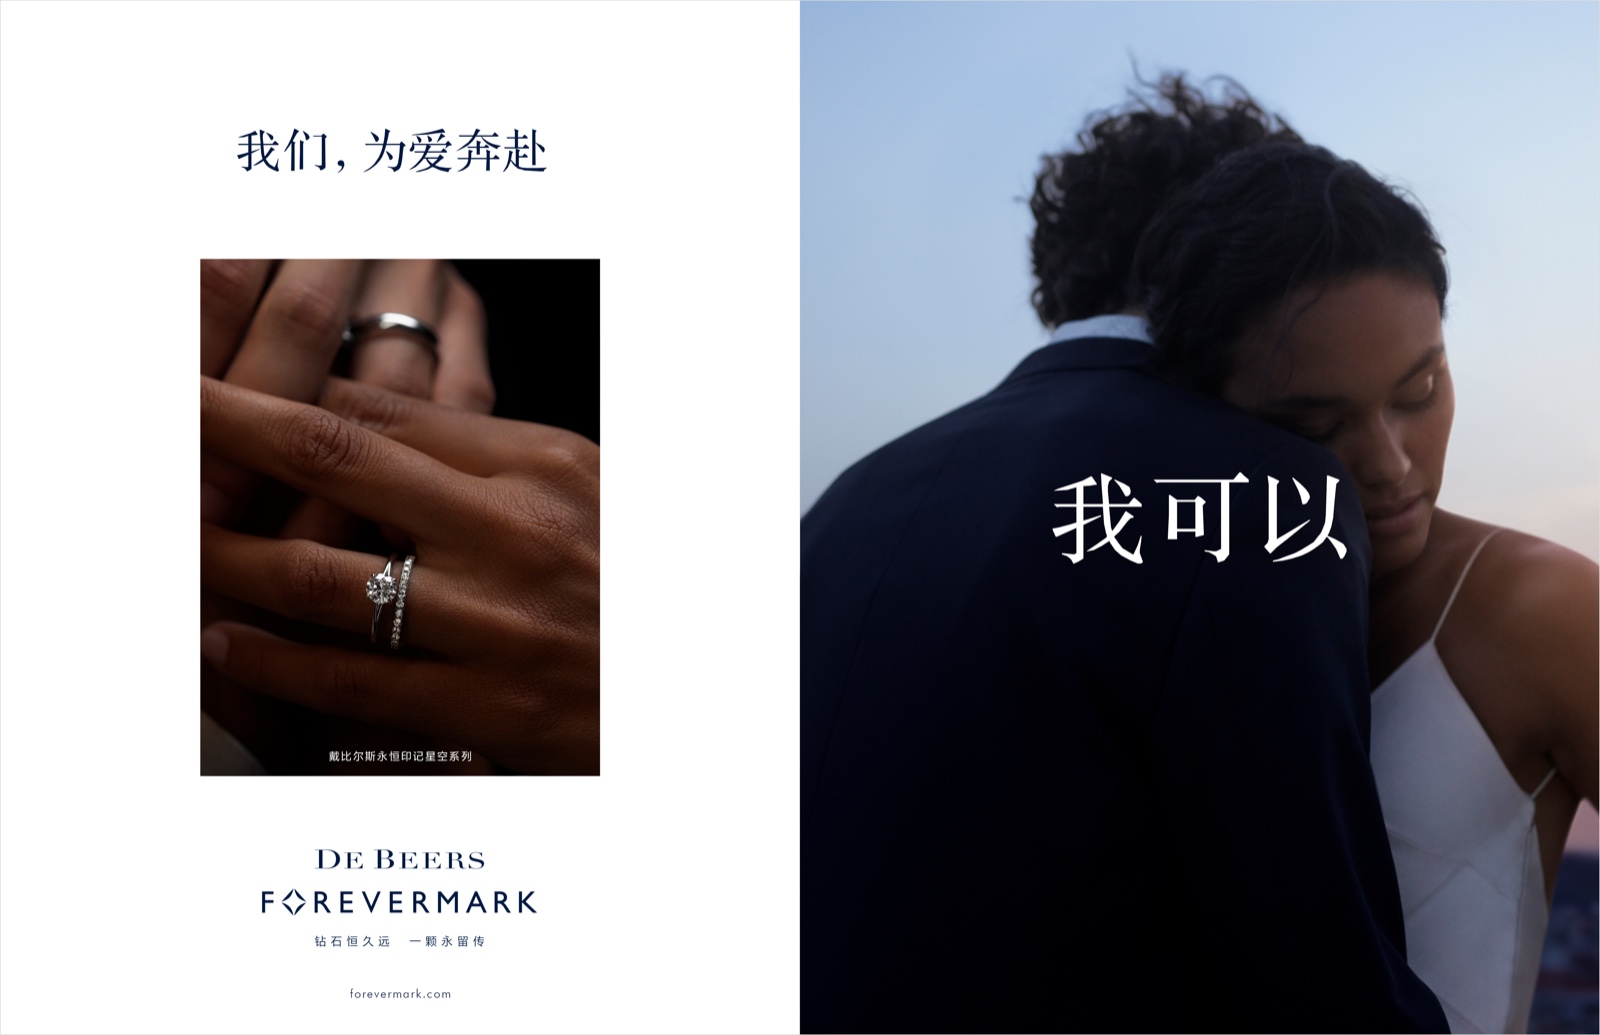 我们，为爱奔赴
戴比尔斯永恒印记星空系列
DE BEERS
FOREVERMARK
钻石恒久远 一颗永留传
forevermark.com
我可以